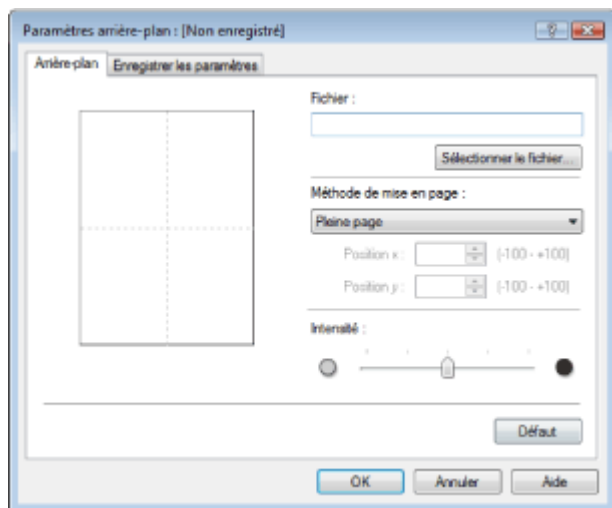 Paramètres arrière-plan : [Non enregistré]
Arrière-plan
Enregistrer les paramètres
Fichier :
Sélectionner le fichier...
Méthode de mise en page :
Pleine page
Position x : (-100 - +100)
Position y : (-100 - +100)
Intensité :
Défaut
OK Annuler Aide